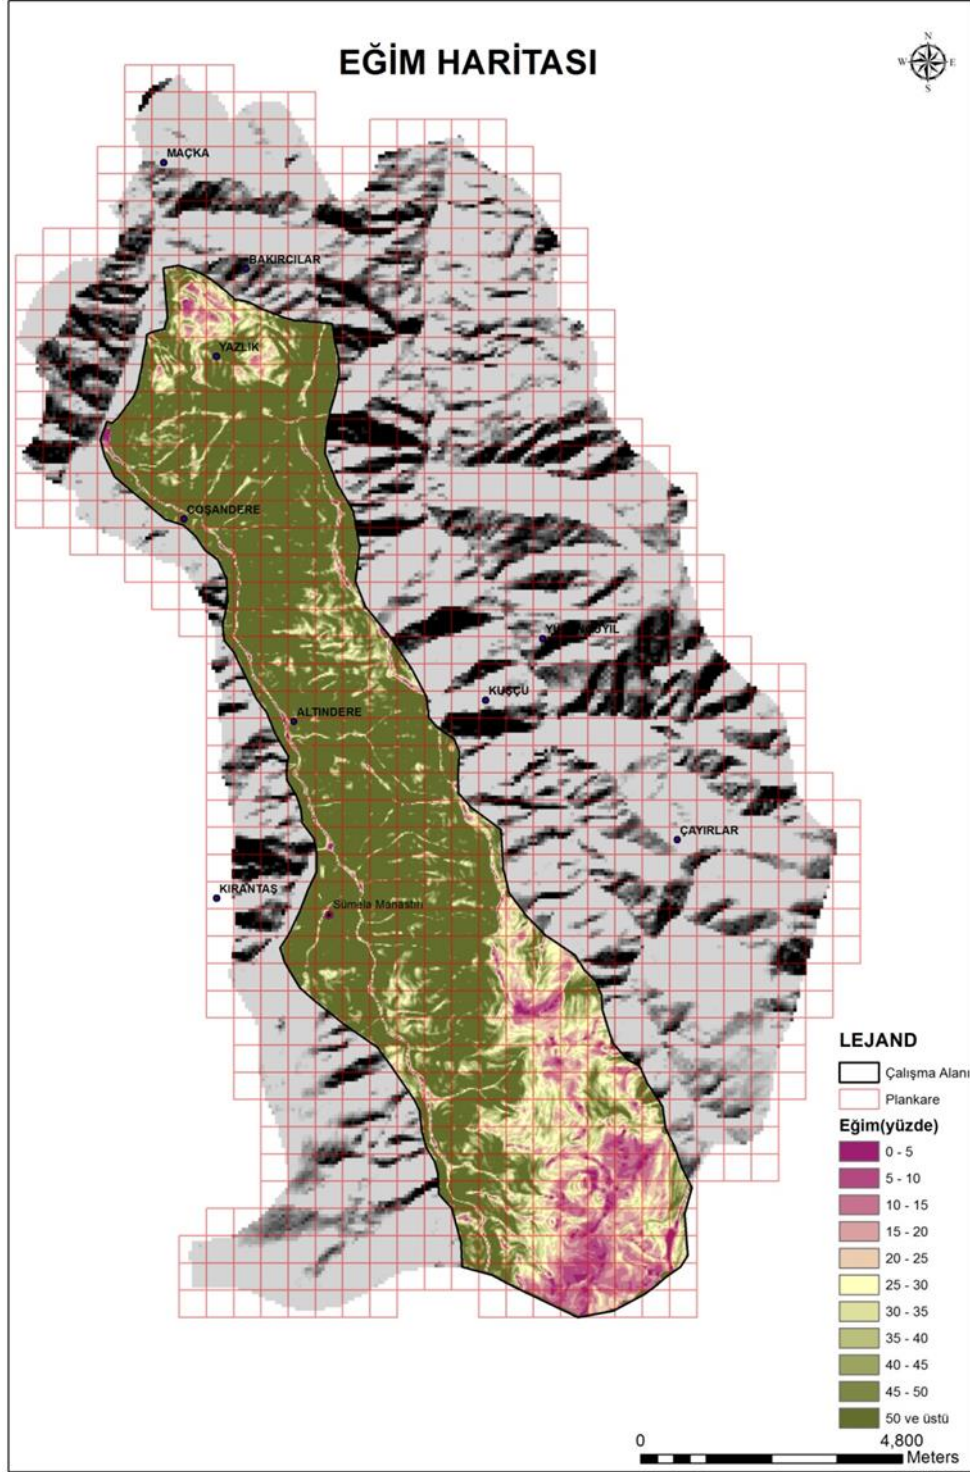 EĞİM HARİTASI
N
W E
S
MAÇKA
BAKIRCILAR
YAZLIK
COŞANDERE
KUŞÇU
ALTINDERE
ÇAYIRLAR
KIRANTAŞ
Sümela Manastırı
LEJAND
Çalışma Alanı
Plankare
Eğim(yüzde)
0 - 5
5 - 10
10 - 15
15 - 20
20 - 25
25 - 30
30 - 35
35 - 40
40 - 45
45 - 50
50 ve üstü
0 4,800
Meters